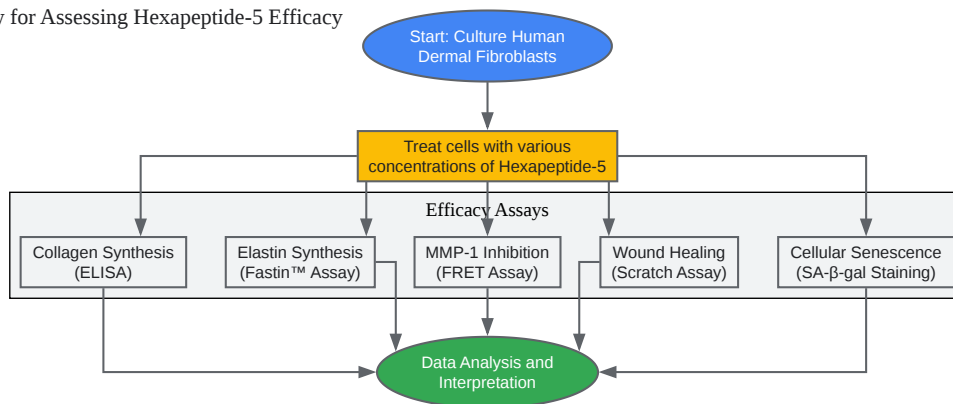 for Assessing Hexapeptide-5 Efficacy
Start: Culture Human
Dermal Fibroblasts
Treat cells with various
concentrations of Hexapeptide-5
Efficacy Assays
Collagen Synthesis
(ELISA)
Elastin Synthesis
(Fastin™ Assay)
MMP-1 Inhibition
(FRET Assay)
Wound Healing
(Scratch Assay)
Cellular Senescence
(SA-β-gal Staining)
Data Analysis and
Interpretation